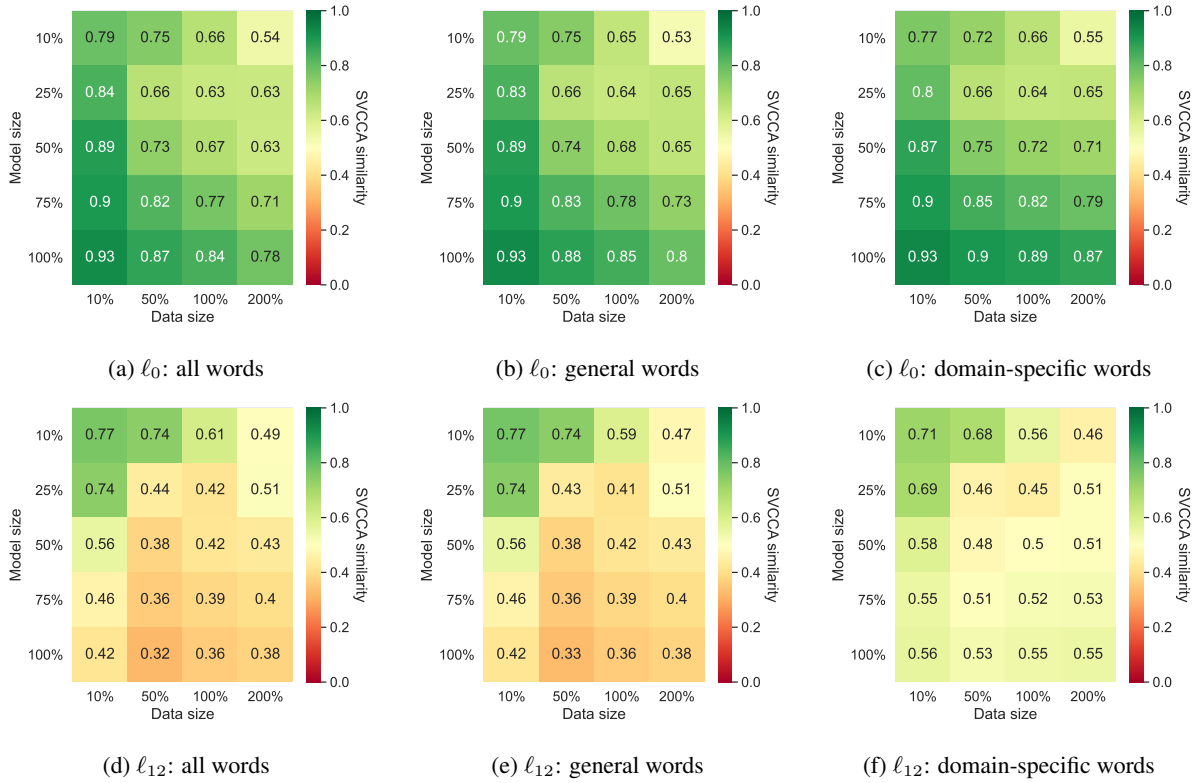 10% 0.79 0.75 0.66 0.54
25% 0.84 0.66 0.63 0.63
50% 0.89 0.73 0.67 0.63
75% 0.9 0.82 0.77 0.71
100% 0.93 0.87 0.84 0.78
10% 50% 100% 200%
Data size
Model size
1.0
0.8
0.6
0.4
0.2
0.0
SVCCA similarity
(a) ℓ0: all words
10% 0.79 0.75 0.65 0.53
25% 0.83 0.66 0.64 0.65
50% 0.89 0.74 0.68 0.65
75% 0.9 0.83 0.78 0.73
100% 0.93 0.88 0.85 0.8
10% 50% 100% 200%
Data size
Model size
1.0
0.8
0.6
0.4
0.2
0.0
SVCCA similarity
(b) ℓ0: general words
10% 0.77 0.72 0.66 0.55
25% 0.8 0.66 0.64 0.65
50% 0.87 0.75 0.72 0.71
75% 0.9 0.85 0.82 0.79
100% 0.93 0.9 0.89 0.87
10% 50% 100% 200%
Data size
Model size
1.0
0.8
0.6
0.4
0.2
0.0
SVCCA similarity
(c) ℓ0: domain-specific words
10% 0.77 0.74 0.61 0.49
25% 0.74 0.44 0.42 0.51
50% 0.56 0.38 0.42 0.43
75% 0.46 0.36 0.39 0.4
100% 0.42 0.32 0.36 0.38
10% 50% 100% 200%
Data size
Model size
1.0
0.8
0.6
0.4
0.2
0.0
SVCCA similarity
(d) ℓ12: all words
10% 0.77 0.74 0.59 0.47
25% 0.74 0.43 0.41 0.51
50% 0.56 0.38 0.42 0.43
75% 0.46 0.36 0.39 0.4
100% 0.42 0.33 0.36 0.38
10% 50% 100% 200%
Data size
Model size
1.0
0.8
0.6
0.4
0.2
0.0
SVCCA similarity
(e) ℓ12: general words
10% 0.71 0.68 0.56 0.46
25% 0.69 0.46 0.45 0.51
50% 0.58 0.48 0.5 0.51
75% 0.55 0.51 0.52 0.53
100% 0.56 0.53 0.55 0.55
10% 50% 100% 200%
Data size
Model size
1.0
0.8
0.6
0.4
0.2
0.0
SVCCA similarity
(f) ℓ12: domain-specific words